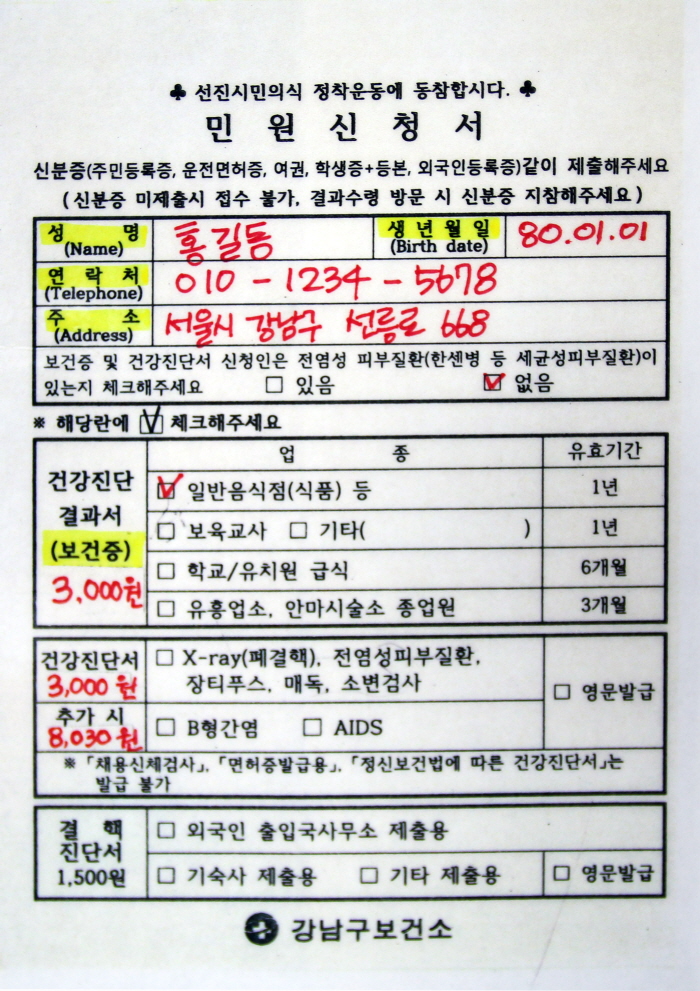 ♣ 선진시민의식 정착운동에 동참합시다. ♣
민 원 신 청 서
신분증(주민등록증, 운전면허증, 여권, 학생증+등본, 외국인등록증)같이 제출해주세요
(신분증 미제출시 접수 불가, 결과수령 방문 시 신분증 지참해주세요)
성 명 (Name) 홍길동 생년월일 (Birth date) 80.01.01
연 락 처 (Telephone) 010 - 1234 - 5678
주 소 (Address) 서울시 강남구 선릉로 668
보건증 및 건강진단서 신청인은 전염성 피부질환(한센병 등 세균성피부질환)이
있는지 체크해주세요 □ 있음 ☑ 없음
※ 해당란에 ☑ 체크해주세요
업 종 유효기간
건강진단 결과서 (보건증) 3,000원
☑ 일반음식점(식품) 등 1년
□ 보육교사 □ 기타( ) 1년
□ 학교/유치원 급식 6개월
□ 유흥업소, 안마시술소 종업원 3개월
건강진단서 3,000원
□ X-ray(폐결핵), 전염성피부질환,
장티푸스, 매독, 소변검사
□ 영문발급
추가 시 8,030원
□ B형간염 □ AIDS
※ 「채용신체검사」, 「면허증발급용」, 「정신보건법에 따른 건강진단서」는
발급 불가
결 핵 진단서 1,500원
□ 외국인 출입국사무소 제출용
□ 기숙사 제출용 □ 기타 제출용 □ 영문발급
강남구보건소